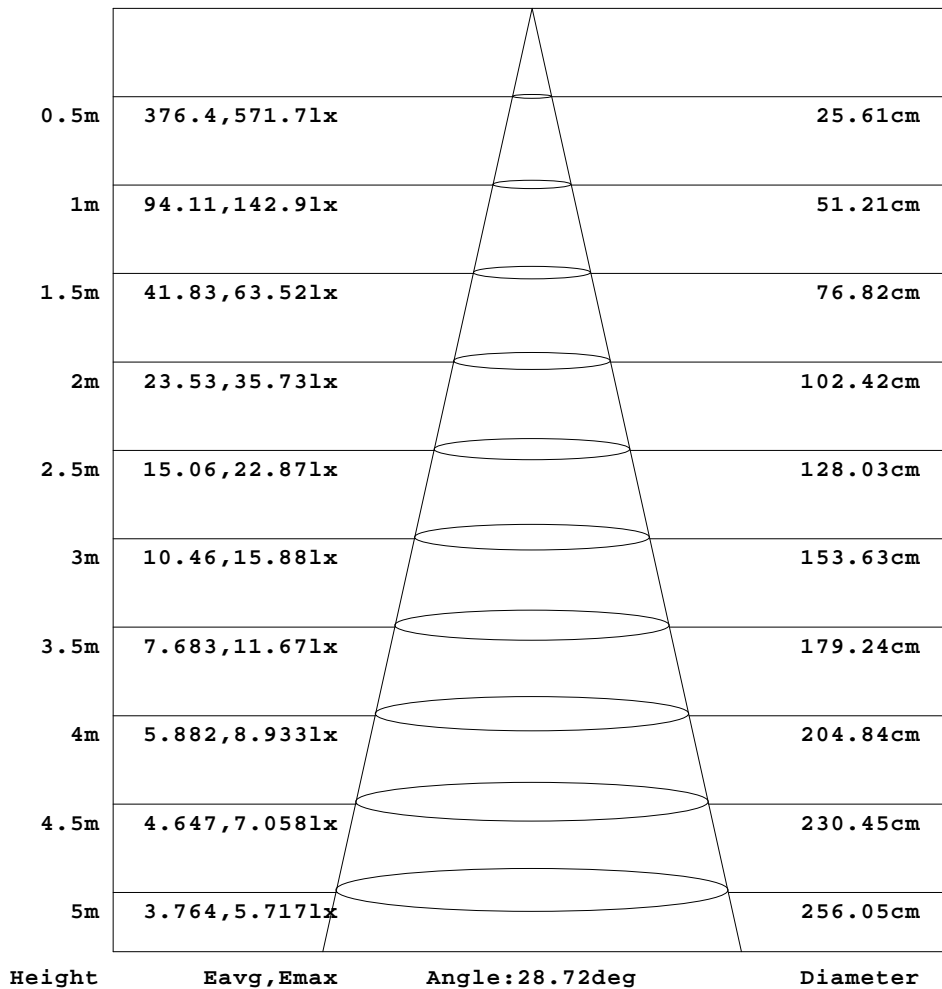 0.5m 376.4,571.7lx 25.61cm
1m 94.11,142.9lx 51.21cm
1.5m 41.83,63.52lx 76.82cm
2m 23.53,35.73lx 102.42cm
2.5m 15.06,22.87lx 128.03cm
3m 10.46,15.88lx 153.63cm
3.5m 7.683,11.67lx 179.24cm
4m 5.882,8.933lx 204.84cm
4.5m 4.647,7.058lx 230.45cm
5m 3.764,5.717lx 256.05cm
Height Eavg,Emax Angle:28.72deg Diameter